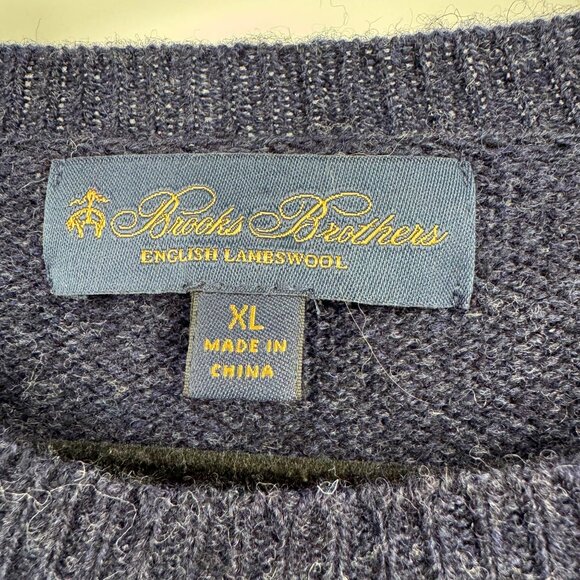 Brooks Brothers
ENGLISH LAMBSWOOL
XL
MADE IN
CHINA